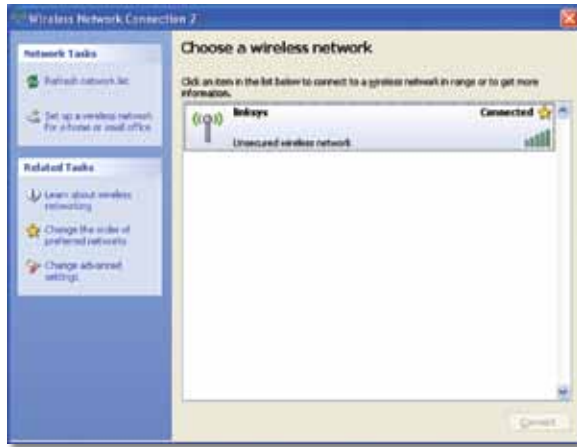 Wireless Network Connection 2
Network Tasks
Refresh network list
Set up a wireless network
for a home or small office
Related Tasks
Learn about wireless
networking
Change the order of
preferred networks
Change advanced
settings
Choose a wireless network
Click an item in the list below to connect to a wireless network in range or to get more
information.
linksys
Connected
Unsecured wireless network
Connect